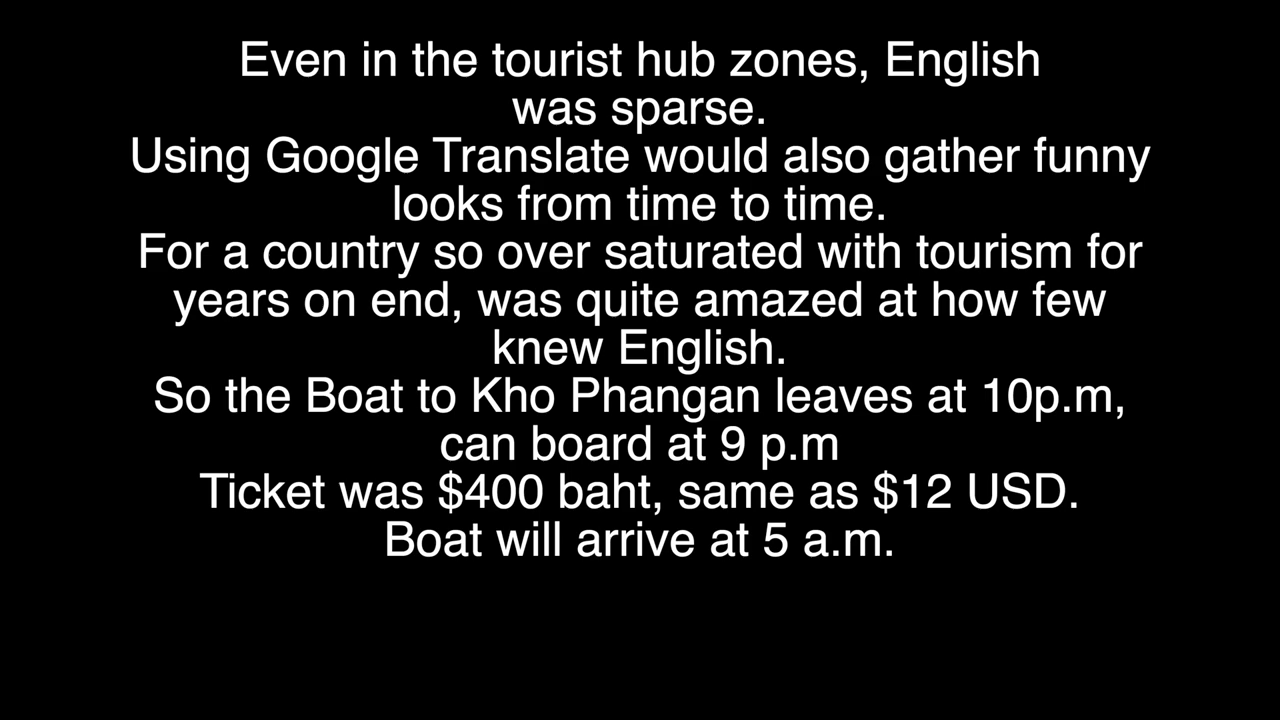 Even in the tourist hub zones, English
was sparse.
Using Google Translate would also gather funny
looks from time to time.
For a country so over saturated with tourism for
years on end, was quite amazed at how few
knew English.
So the Boat to Kho Phangan leaves at 10p.m,
can board at 9 p.m
Ticket was $400 baht, same as $12 USD.
Boat will arrive at 5 a.m.